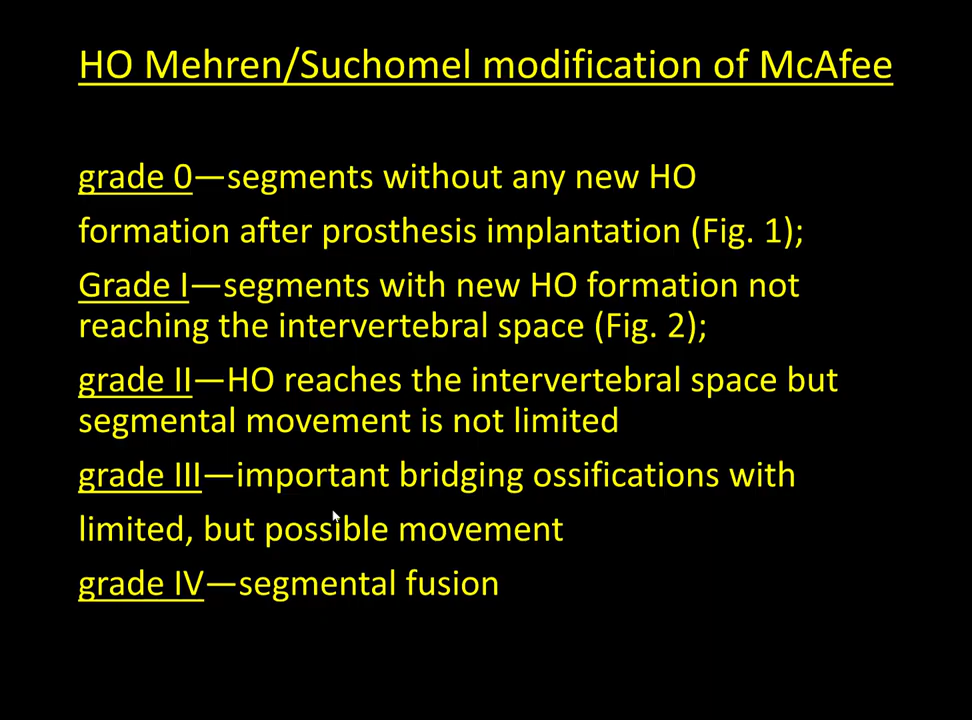 HO Mehren/Suchomel modification of McAfee
grade 0—segments without any new HO
formation after prosthesis implantation (Fig. 1);
Grade I—segments with new HO formation not
reaching the intervertebral space (Fig. 2);
grade II—HO reaches the intervertebral space but
segmental movement is not limited
grade III—important bridging ossifications with
limited, but possible movement
grade IV—segmental fusion